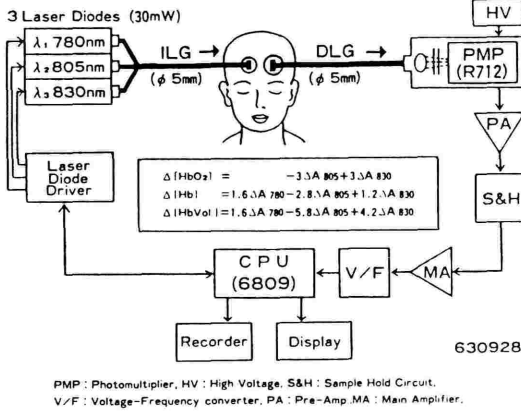 3 Laser Diodes (30mW)
λ₁ 780nm
λ₂ 805nm
λ₃ 830nm
ILG →
(φ 5mm)
DLG →
(φ 5mm)
HV
PMP
(R712)
PA
S&H
MA
V/F
CPU
(6809)
Laser
Diode
Driver
Δ[HbO₂] = -3ΔA 805+3ΔA 830
Δ[Hb] = 1.6ΔA 780-2.8ΔA 805+1.2ΔA 830
Δ[HbVol]=1.6ΔA 780-5.8ΔA 805+4.2ΔA 830
Recorder
Display
630928
PMP : Photomultiplier, HV : High Voltage, S&H : Sample Hold Circuit,
V/F : Voltage-Frequency converter, PA : Pre-Amp, MA : Main Amplifier,